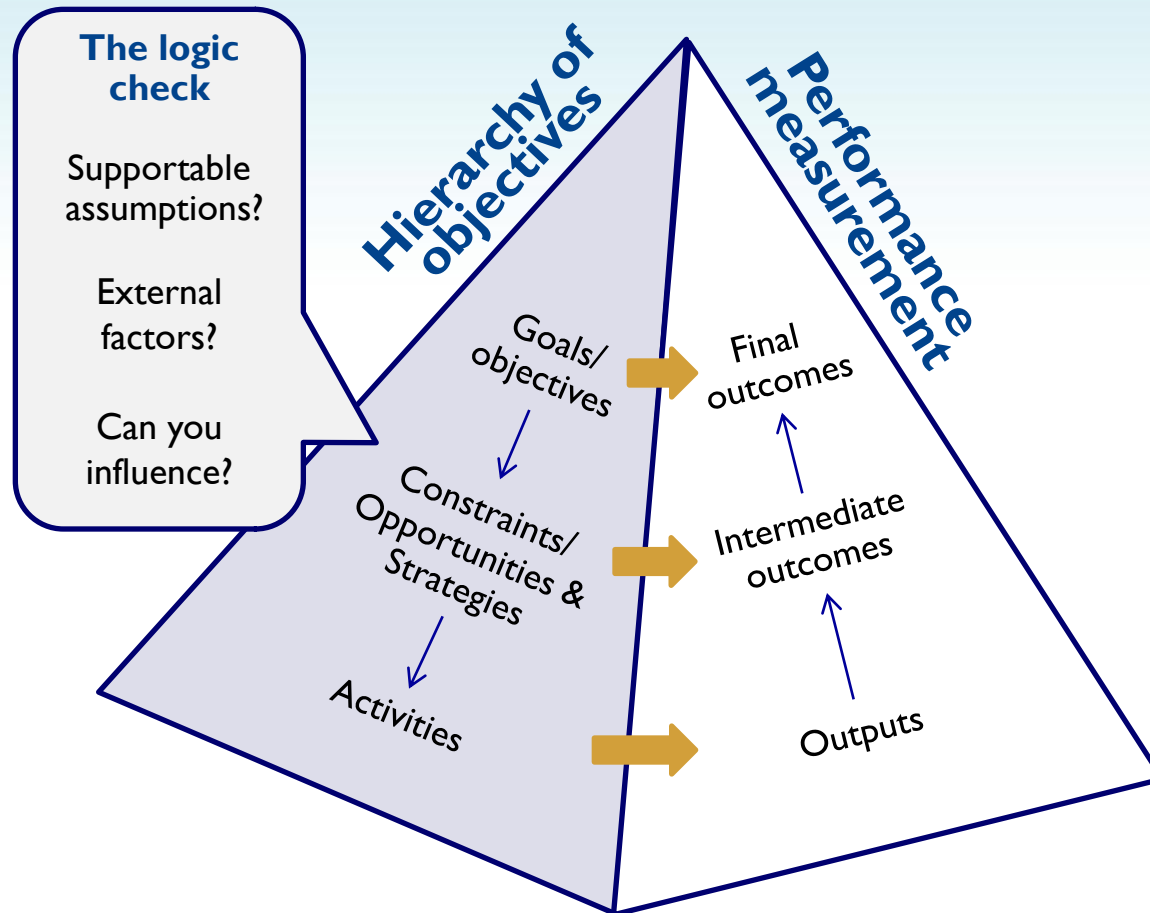 The logic
check
Supportable
assumptions?
External
factors?
Can you
influence?
Hierarchy of
objectives
Performance
measurement
Goals/
objectives
Final
outcomes
Constraints/
Opportunities &
Strategies
Intermediate
outcomes
Activities
Outputs